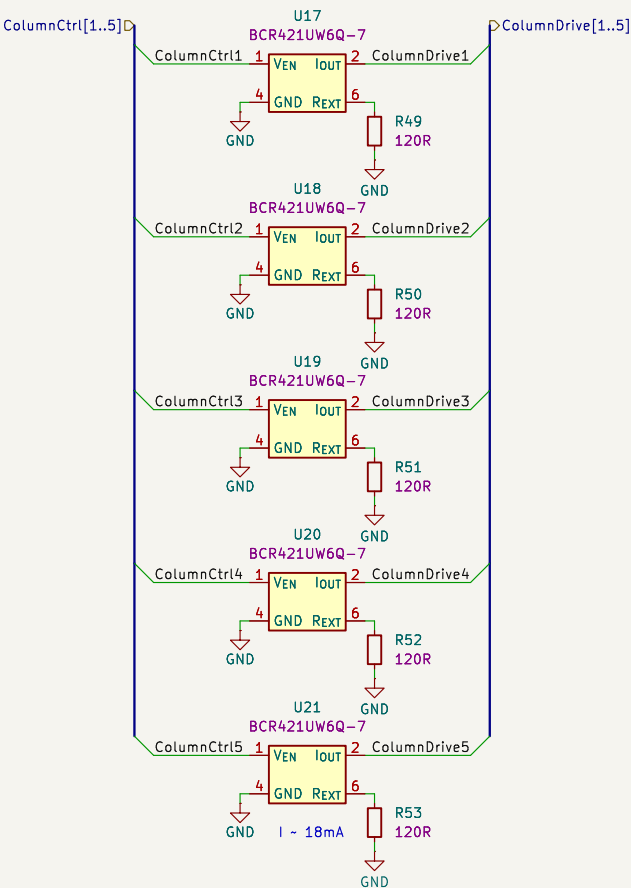 U17
ColumnCtrl[1..5] ColumnDrive[1..5]
BCR421UW6Q-7
ColumnCtrl1 1 VEN IOUT 2 ColumnDrive1
4 GND REXT 6
R49
GND 120R
GND
U18
BCR421UW6Q-7
ColumnCtrl2 1 VEN IOUT 2 ColumnDrive2
4 GND REXT 6
R50
GND 120R
GND
U19
BCR421UW6Q-7
ColumnCtrl3 1 VEN IOUT 2 ColumnDrive3
4 GND REXT 6
R51
GND 120R
GND
U20
BCR421UW6Q-7
ColumnCtrl4 1 VEN IOUT 2 ColumnDrive4
4 GND REXT 6
R52
GND 120R
GND
U21
BCR421UW6Q-7
ColumnCtrl5 1 VEN IOUT 2 ColumnDrive5
4 GND REXT 6
R53
GND I ~ 18mA 120R
GND